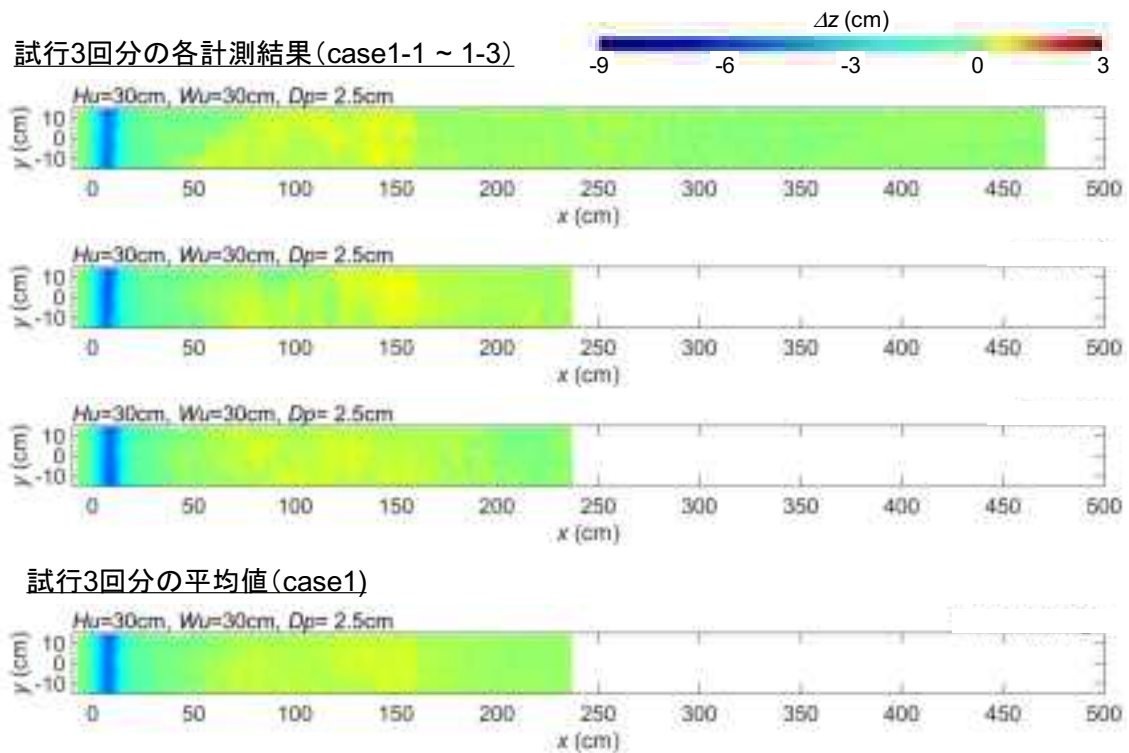 Δz (cm)
試行3回分の各計測結果(case1-1 ~ 1-3)
-9 -6 -3 0 3
Hu=30cm, Wu=30cm, Dp= 2.5cm
y (cm)
10
0
-10
0 50 100 150 200 250 300 350 400 450 500
x (cm)
Hu=30cm, Wu=30cm, Dp= 2.5cm
y (cm)
10
0
-10
0 50 100 150 200 250 300 350 400 450 500
x (cm)
Hu=30cm, Wu=30cm, Dp= 2.5cm
y (cm)
10
0
-10
0 50 100 150 200 250 300 350 400 450 500
x (cm)
試行3回分の平均値(case1)
Hu=30cm, Wu=30cm, Dp= 2.5cm
y (cm)
10
0
-10
0 50 100 150 200 250 300 350 400 450 500
x (cm)